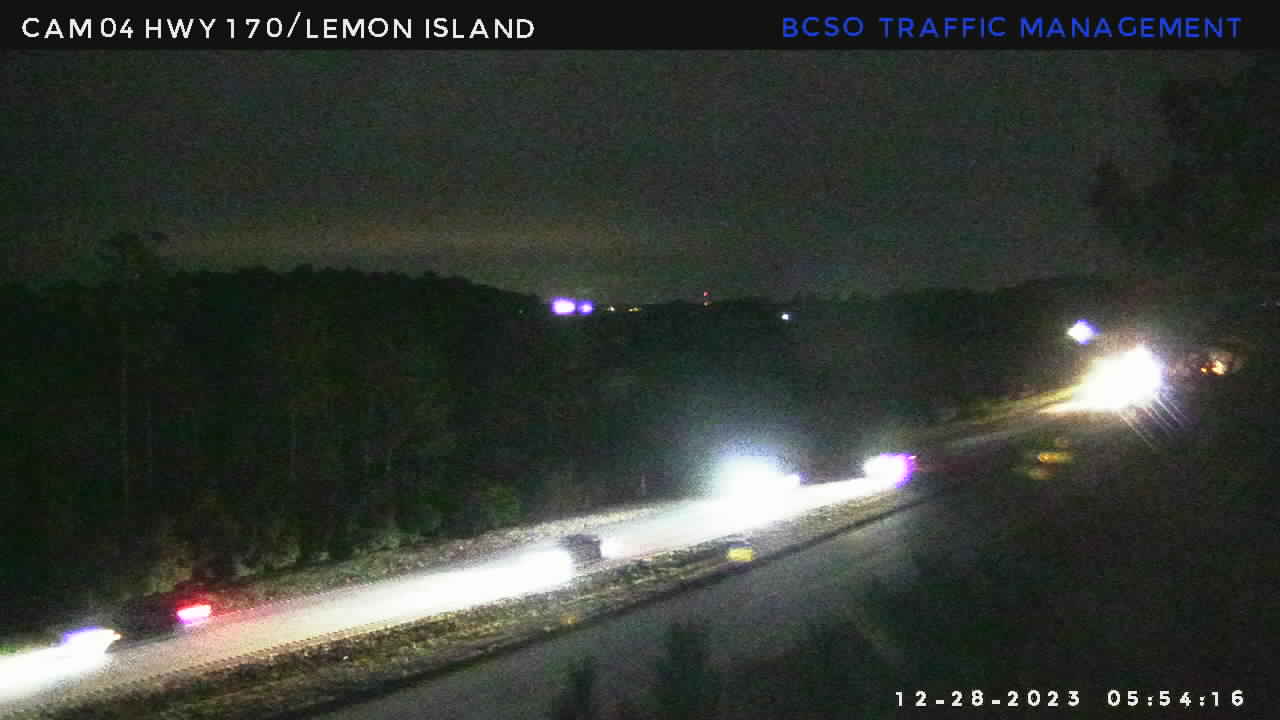 CAM04 HWY 170/LEMON ISLAND
BCSO TRAFFIC MANAGEMENT
12-28-2023 05:54:16